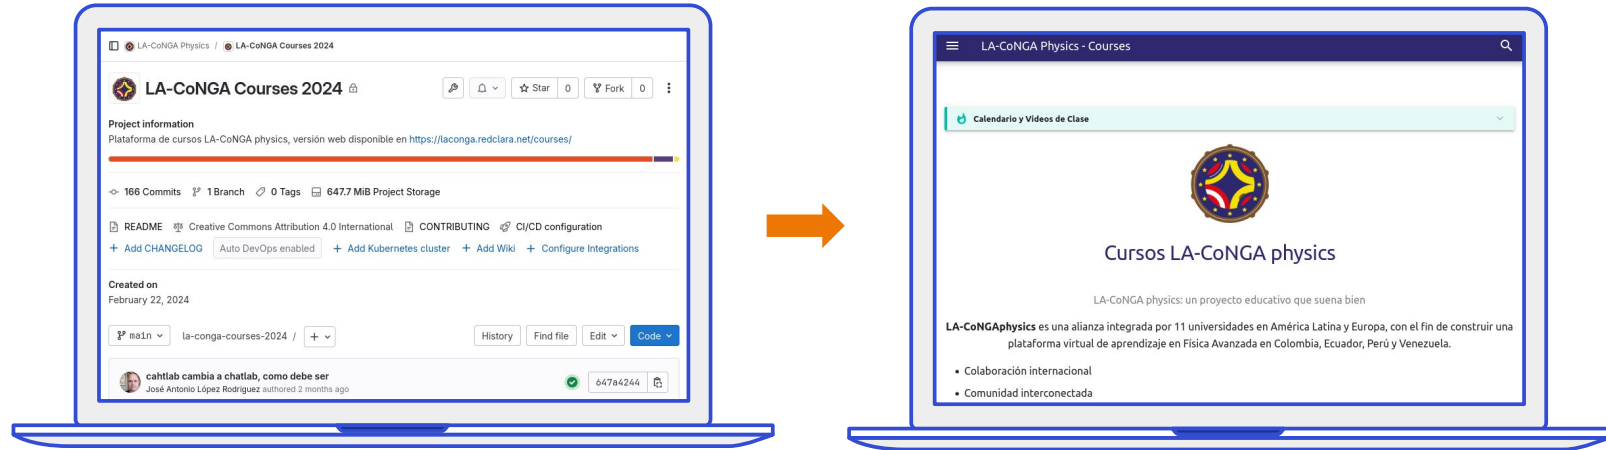 LA-CoNGA Physics / LA-CoNGA Courses 2024
LA-CoNGA Courses 2024
Star 0 Fork 0
Project information
Plataforma de cursos LA-CoNGA physics, versión web disponible en https://laconga.redclara.net/courses/
166 Commits 1 Branch 0 Tags 647.7 MiB Project Storage
README Creative Commons Attribution 4.0 International CONTRIBUTING CI/CD configuration
+ Add CHANGELOG Auto DevOps enabled + Add Kubernetes cluster + Add Wiki + Configure Integrations
Created on
February 22, 2024
main la-conga-courses-2024 / + History Find file Edit Code
cahtlab cambia a chatlab, como debe ser
José Antonio López Rodríguez authored 2 months ago
647a4244
LA-CoNGA Physics - Courses
Calendario y Videos de Clase
Cursos LA-CoNGA physics
LA-CoNGA physics: un proyecto educativo que suena bien
LA-CoNGAphysics es una alianza integrada por 11 universidades en América Latina y Europa, con el fin de construir una
plataforma virtual de aprendizaje en Física Avanzada en Colombia, Ecuador, Perú y Venezuela.
• Colaboración internacional
• Comunidad interconectada